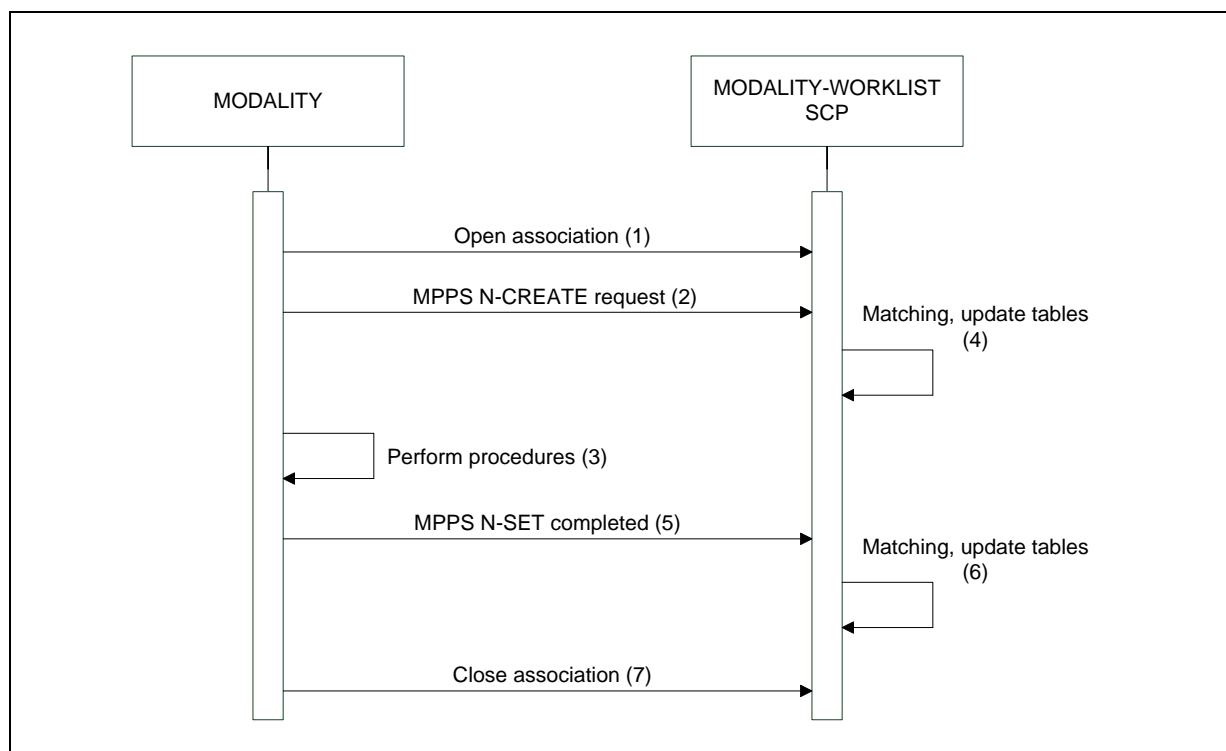 MODALITY
MODALITY-WORKLIST
SCP
Open association (1)
MPPS N-CREATE request (2)
Matching, update tables
(4)
Perform procedures (3)
MPPS N-SET completed (5)
Matching, update tables
(6)
Close association (7)